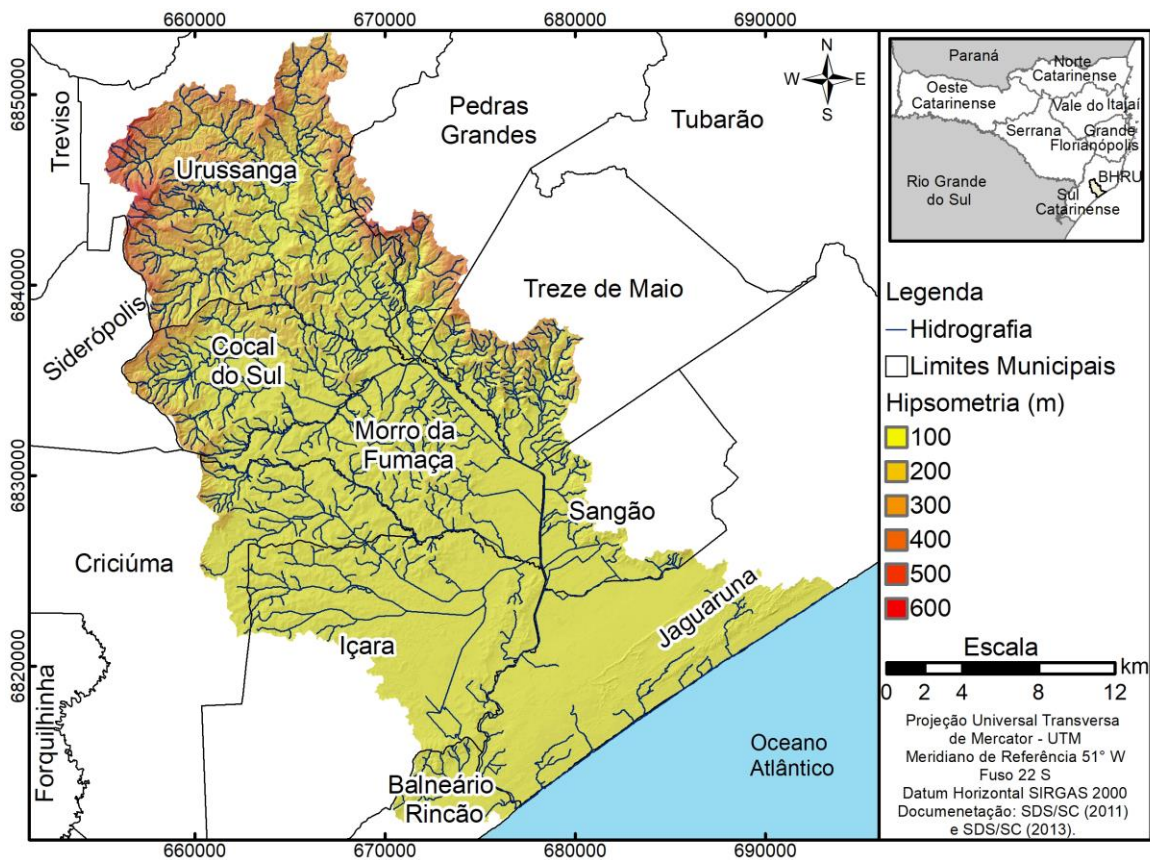 660000
670000
680000
690000
6850000
6840000
6830000
6820000
Treviso
Siderópolis
Forquilhinha
Urussanga
Pedras
Grandes
Tubarão
Treze de Maio
Cocal
do Sul
Morro da
Fumaça
Sangão
Criciúma
Içara
Jaguaruna
Balneário
Rincão
Oceano
Atlântico
N
W
E
S
660000
670000
680000
690000
Paraná
Norte
Catarinense
Oeste
Catarinense
Vale do Itajaí
Serrana
Grande
Florianópolis
BHRU
Rio Grande
do Sul
Sul
Catarinense
Legenda
Hidrografia
Limites Municipais
Hipsometria (m)
100
200
300
400
500
600
Escala
km
0 2 4 8 12
Projeção Universal Transversa
de Mercator - UTM
Meridiano de Referência 51° W
Fuso 22 S
Datum Horizontal SIRGAS 2000
Documenetação: SDS/SC (2011)
e SDS/SC (2013).